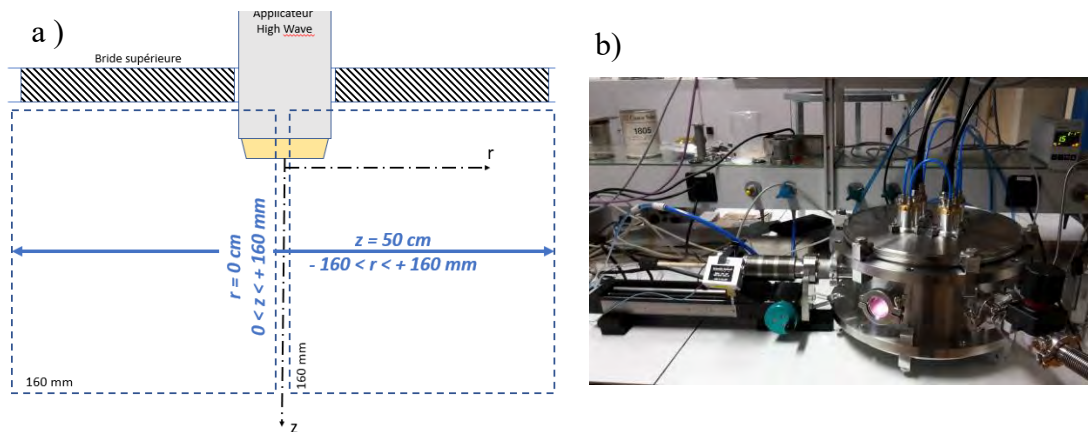 a )
Applicateur
High Wave
Bride supérieure
r
r = 0 cm
0 < z < +160 mm
z = 50 cm
- 160 < r < + 160 mm
160 mm
160 mm
z
b)
1805